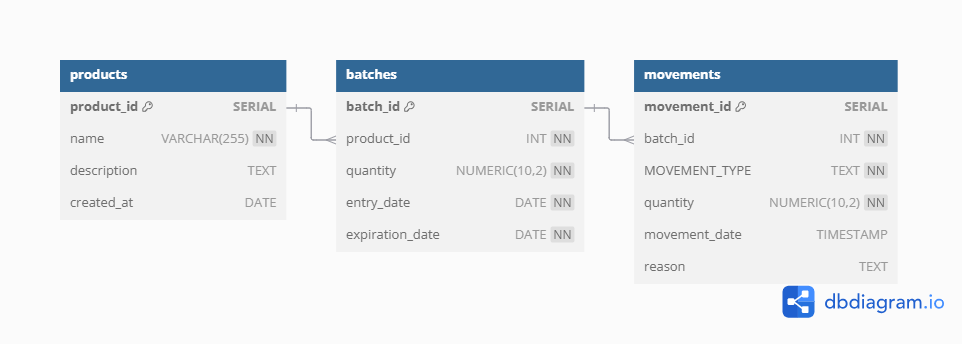 products
product_id SERIAL
name VARCHAR(255) NN
description TEXT
created_at DATE
batches
batch_id SERIAL
product_id INT NN
quantity NUMERIC(10,2) NN
entry_date DATE NN
expiration_date DATE NN
movements
movement_id SERIAL
batch_id INT NN
MOVEMENT_TYPE TEXT NN
quantity NUMERIC(10,2) NN
movement_date TIMESTAMP
reason TEXT
dbdiagram.io